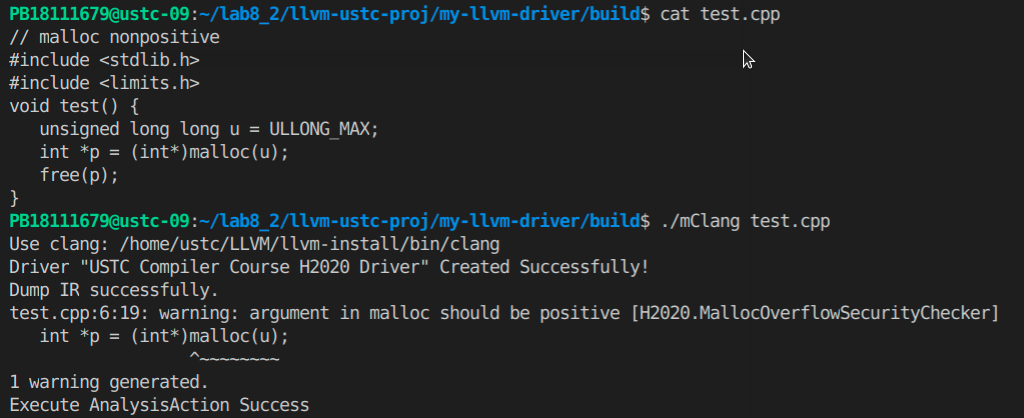 PB18111679@ustc-09:~/lab8_2/llvm-ustc-proj/my-llvm-driver/build$ cat test.cpp
// malloc nonpositive
#include <stdlib.h>
#include <limits.h>
void test() {
   unsigned long long u = ULLONG_MAX;
   int *p = (int*)malloc(u);
   free(p);
}
PB18111679@ustc-09:~/lab8_2/llvm-ustc-proj/my-llvm-driver/build$ ./mClang test.cpp
Use clang: /home/ustc/LLVM/llvm-install/bin/clang
Driver "USTC Compiler Course H2020 Driver" Created Successfully!
Dump IR successfully.
test.cpp:6:19: warning: argument in malloc should be positive [H2020.MallocOverflowSecurityChecker]
   int *p = (int*)malloc(u);
                  ^~~~~~~~~
1 warning generated.
Execute AnalysisAction Success